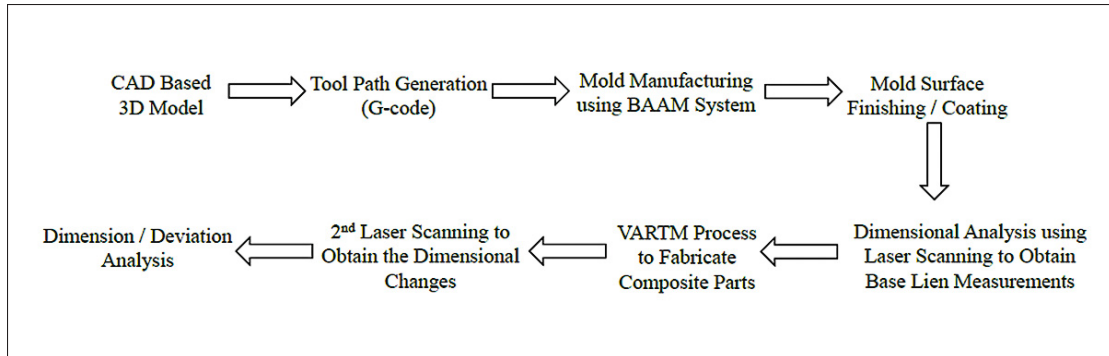 CAD Based
3D Model
Tool Path Generation
(G-code)
Mold Manufacturing
using BAAM System
Mold Surface
Finishing / Coating
Dimensional Analysis using
Laser Scanning to Obtain
Base Lien Measurements
VARTM Process
to Fabricate
Composite Parts
2nd Laser Scanning to
Obtain the Dimensional
Changes
Dimension / Deviation
Analysis